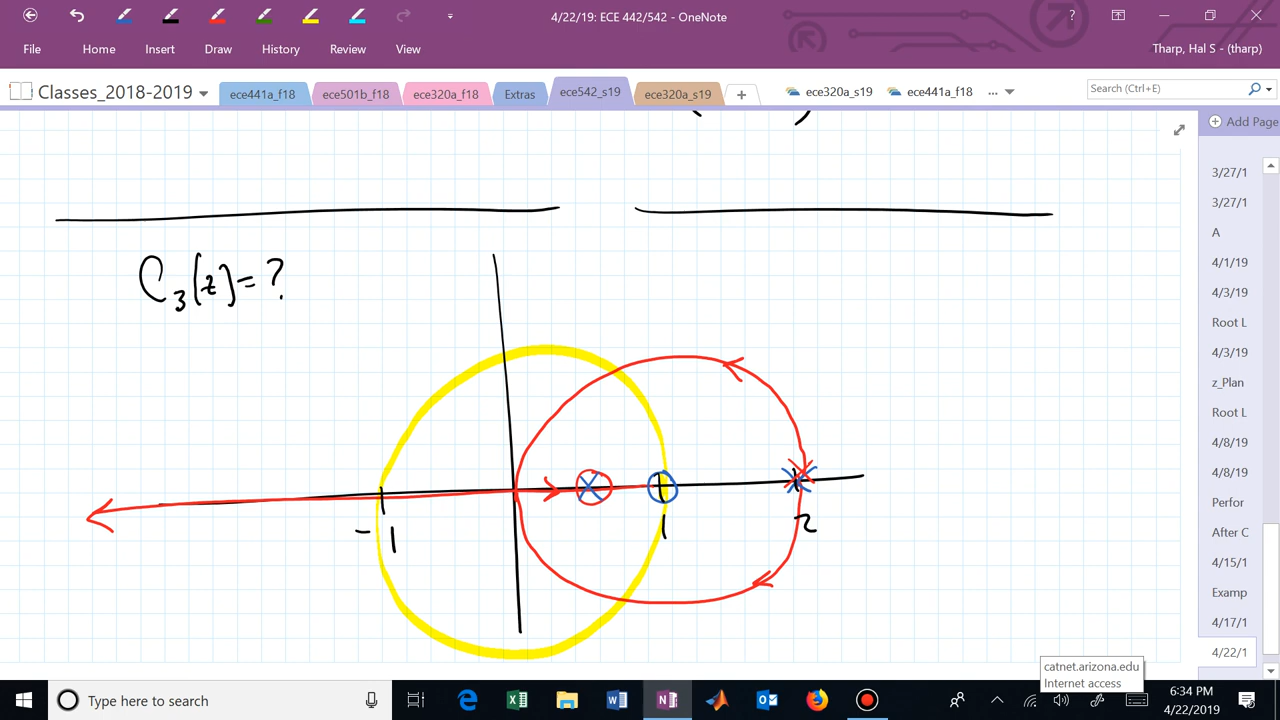 4/22/19: ECE 442/542 - OneNote
Tharp, Hal S - (tharp)
File Home Insert Draw History Review View
Classes_2018-2019
ece441a_f18 ece501b_f18 ece320a_f18 Extras ece542_s19 ece320a_s19
ece320a_s19 ece441a_f18 ...
Search (Ctrl+E)
Add Page
3/27/1
3/27/1
A
4/1/19
4/3/19
Root L
4/3/19
z_Plan
Root L
4/8/19
4/8/19
Perfor
After C
4/15/1
Examp
4/17/1
4/22/1
C₃(z)=?
-1
1
2
catnet.arizona.edu
Internet access
Type here to search
6:34 PM
4/22/2019